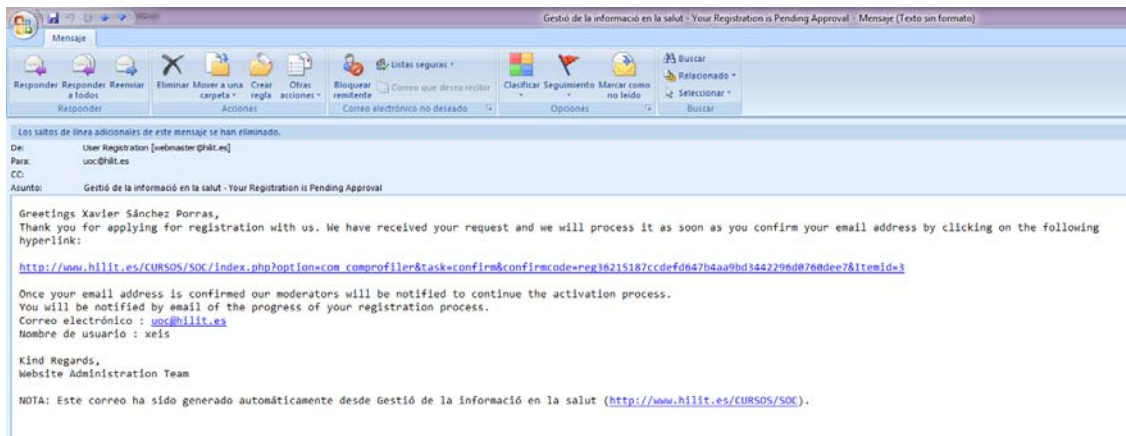 Gestió de la informació en la salut - Your Registration is Pending Approval - Mensaje (Texto sin formato)
Mensaje
Responder Responder a todos Reenviar
Responder
Eliminar Mover a una carpeta Crear regla Otras acciones
Acciones
Bloquear remitente Listas seguras Correo que desea recibir
Correo electrónico no deseado
Clasificar Seguimiento Marcar como no leído
Opciones
Buscar
Relacionado
Seleccionar
Buscar
Los saltos de línea adicionales de este mensaje se han eliminado.
De: User Registration [webmaster@hilit.es]
Para: uoc@hilit.es
CC:
Asunto: Gestió de la informació en la salut - Your Registration is Pending Approval
Greetings Xavier Sánchez Porras,
Thank you for applying for registration with us. We have received your request and we will process it as soon as you confirm your email address by clicking on the following
hyperlink:
http://www.hilit.es/CURSOS/SOC/index.php?option=com_comprofiler&task=confirm&confirmcode=reg36215187ccdefd647b4aa9bd3442296d0760dee7&Itemid=3
Once your email address is confirmed our moderators will be notified to continue the activation process.
You will be notified by email of the progress of your registration process.
Correo electrónico : uoc@hilit.es
Nombre de usuario : xeis
Kind Regards,
Website Administration Team
NOTA: Este correo ha sido generado automáticamente desde Gestió de la informació en la salut (http://www.hilit.es/CURSOS/SOC).